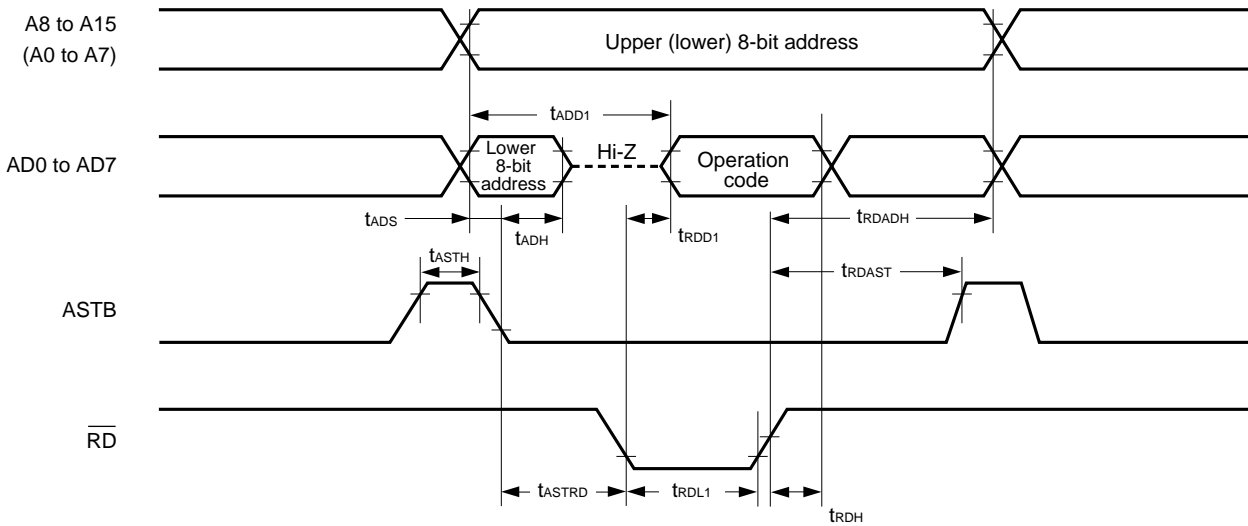 A8 to A15
(A0 to A7)
Upper (lower) 8-bit address
tADD1
AD0 to AD7
Lower
8-bit
address
Hi-Z
Operation
code
tADS
tADH
tRDD1
tRDADH
tASTH
tRDAST
ASTB
RD
tASTRD
tRDL1
tRDH